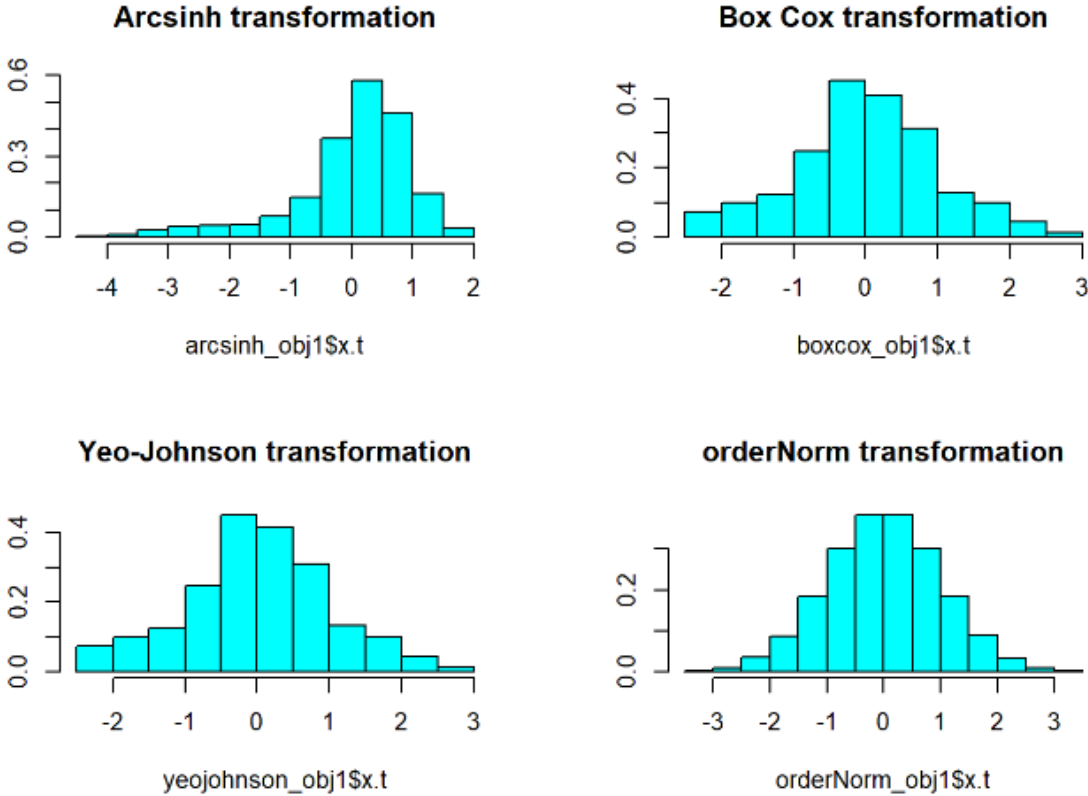 Arcsinh transformation
0.0 0.3 0.6
-4 -3 -2 -1 0 1 2
arcsinh_obj1$x.t
Box Cox transformation
0.0 0.2 0.4
-2 -1 0 1 2 3
boxcox_obj1$x.t
Yeo-Johnson transformation
0.0 0.2 0.4
-2 -1 0 1 2 3
yeojohnson_obj1$x.t
orderNorm transformation
0.0 0.2
-3 -2 -1 0 1 2 3
orderNorm_obj1$x.t